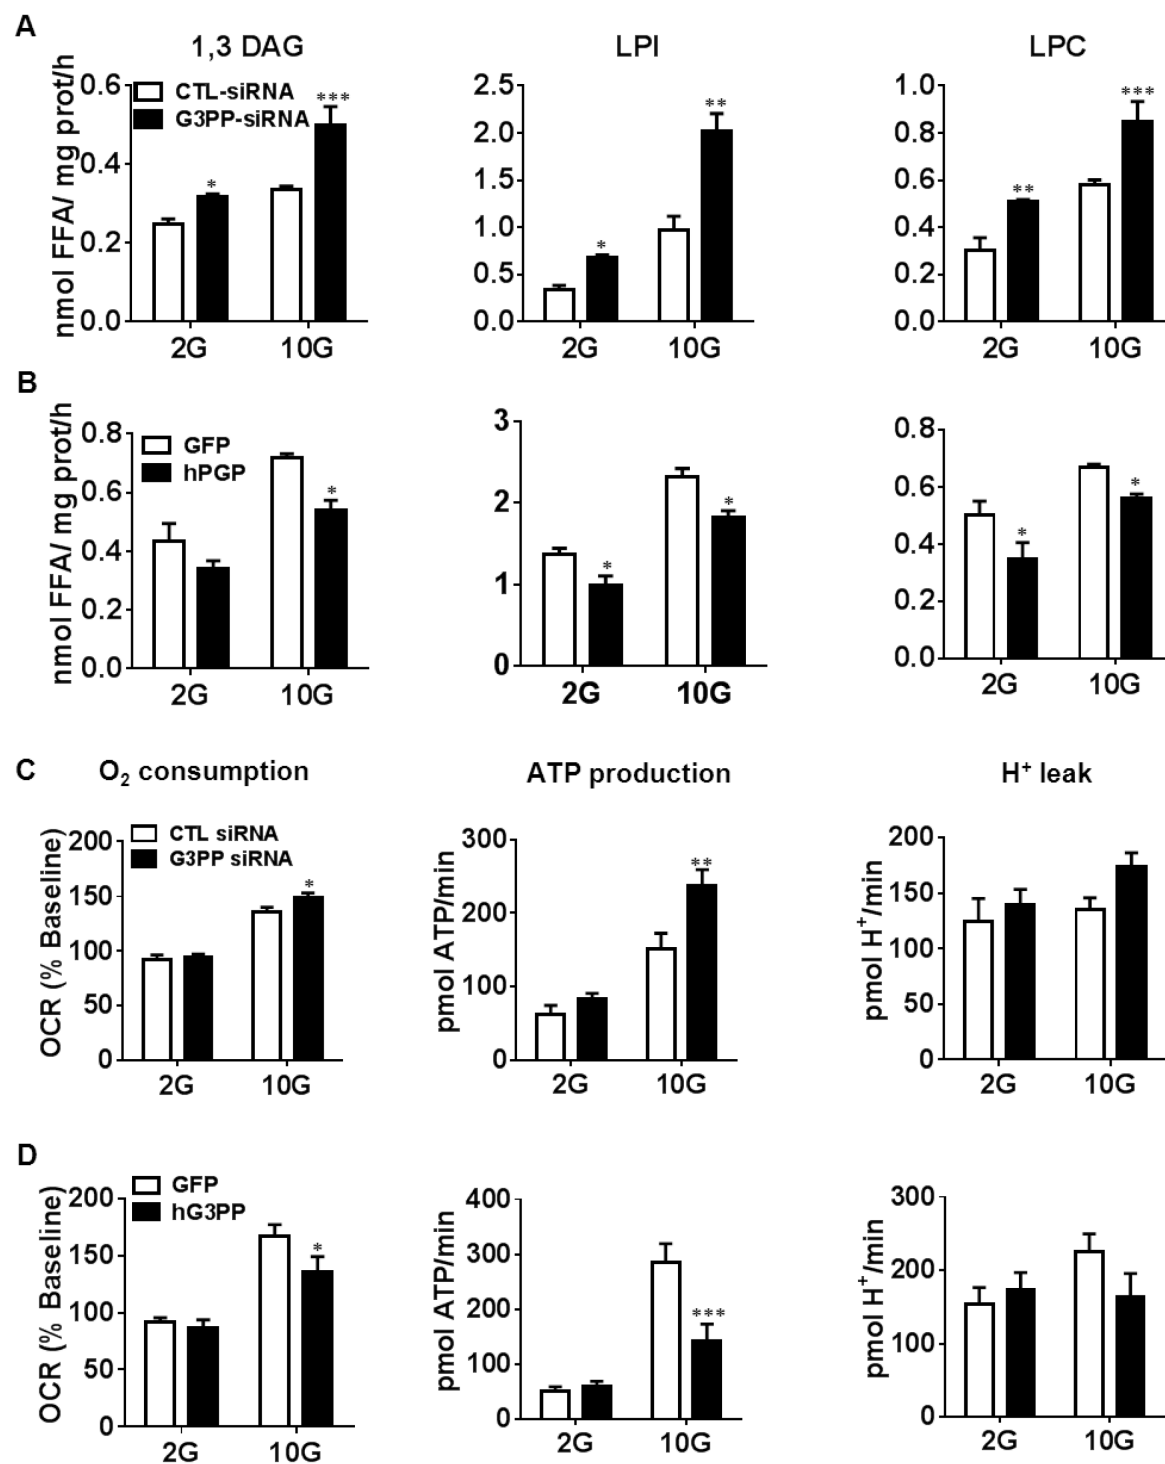 A
1,3 DAG
LPI
LPC
nmol FFA/ mg prot/h
0.6
0.4
0.2
0.0
CTL-siRNA
G3PP-siRNA
*
***
2G
10G
2.5
2.0
1.5
1.0
0.5
0.0
*
**
2G
10G
1.0
0.8
0.6
0.4
0.2
0.0
**
***
2G
10G
B
nmol FFA/ mg prot/h
0.8
0.6
0.4
0.2
0.0
GFP
hPGP
*
2G
10G
3
2
1
0
*
*
2G
10G
0.8
0.6
0.4
0.2
0.0
*
*
2G
10G
C
O2 consumption
ATP production
H+ leak
OCR (% Baseline)
200
150
100
50
0
CTL siRNA
G3PP siRNA
*
2G
10G
pmol ATP/min
300
200
100
0
**
2G
10G
pmol H+/min
200
150
100
50
0
2G
10G
D
OCR (% Baseline)
200
150
100
50
0
GFP
hG3PP
*
2G
10G
pmol ATP/min
400
300
200
100
0
***
2G
10G
pmol H+/min
300
200
100
0
2G
10G